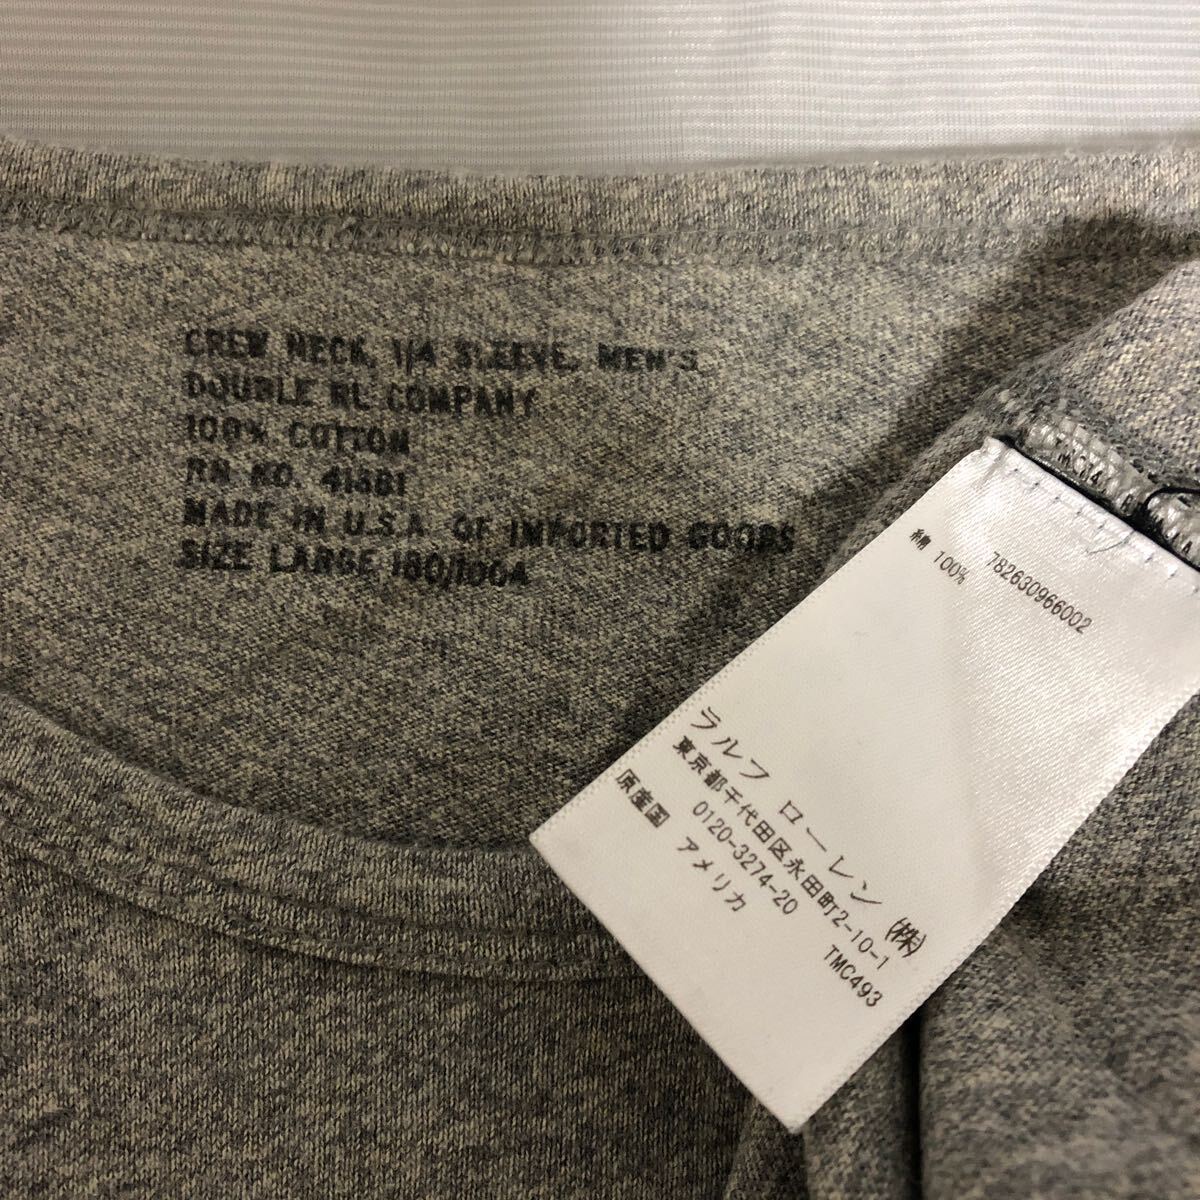 CREW NECK, 1/4 SLEEVE, MEN'S
DOUBLE RL COMPANY
100% COTTON
RN NO. 41381
MADE IN U.S.A. OF IMPORTED GOODS
SIZE LARGE 180/100A
782630966002
綿 100%
ラルフ ローレン (株)
東京都千代田区永田町2-10-1
0120-3274-20
TMC493
原産国 アメリカ